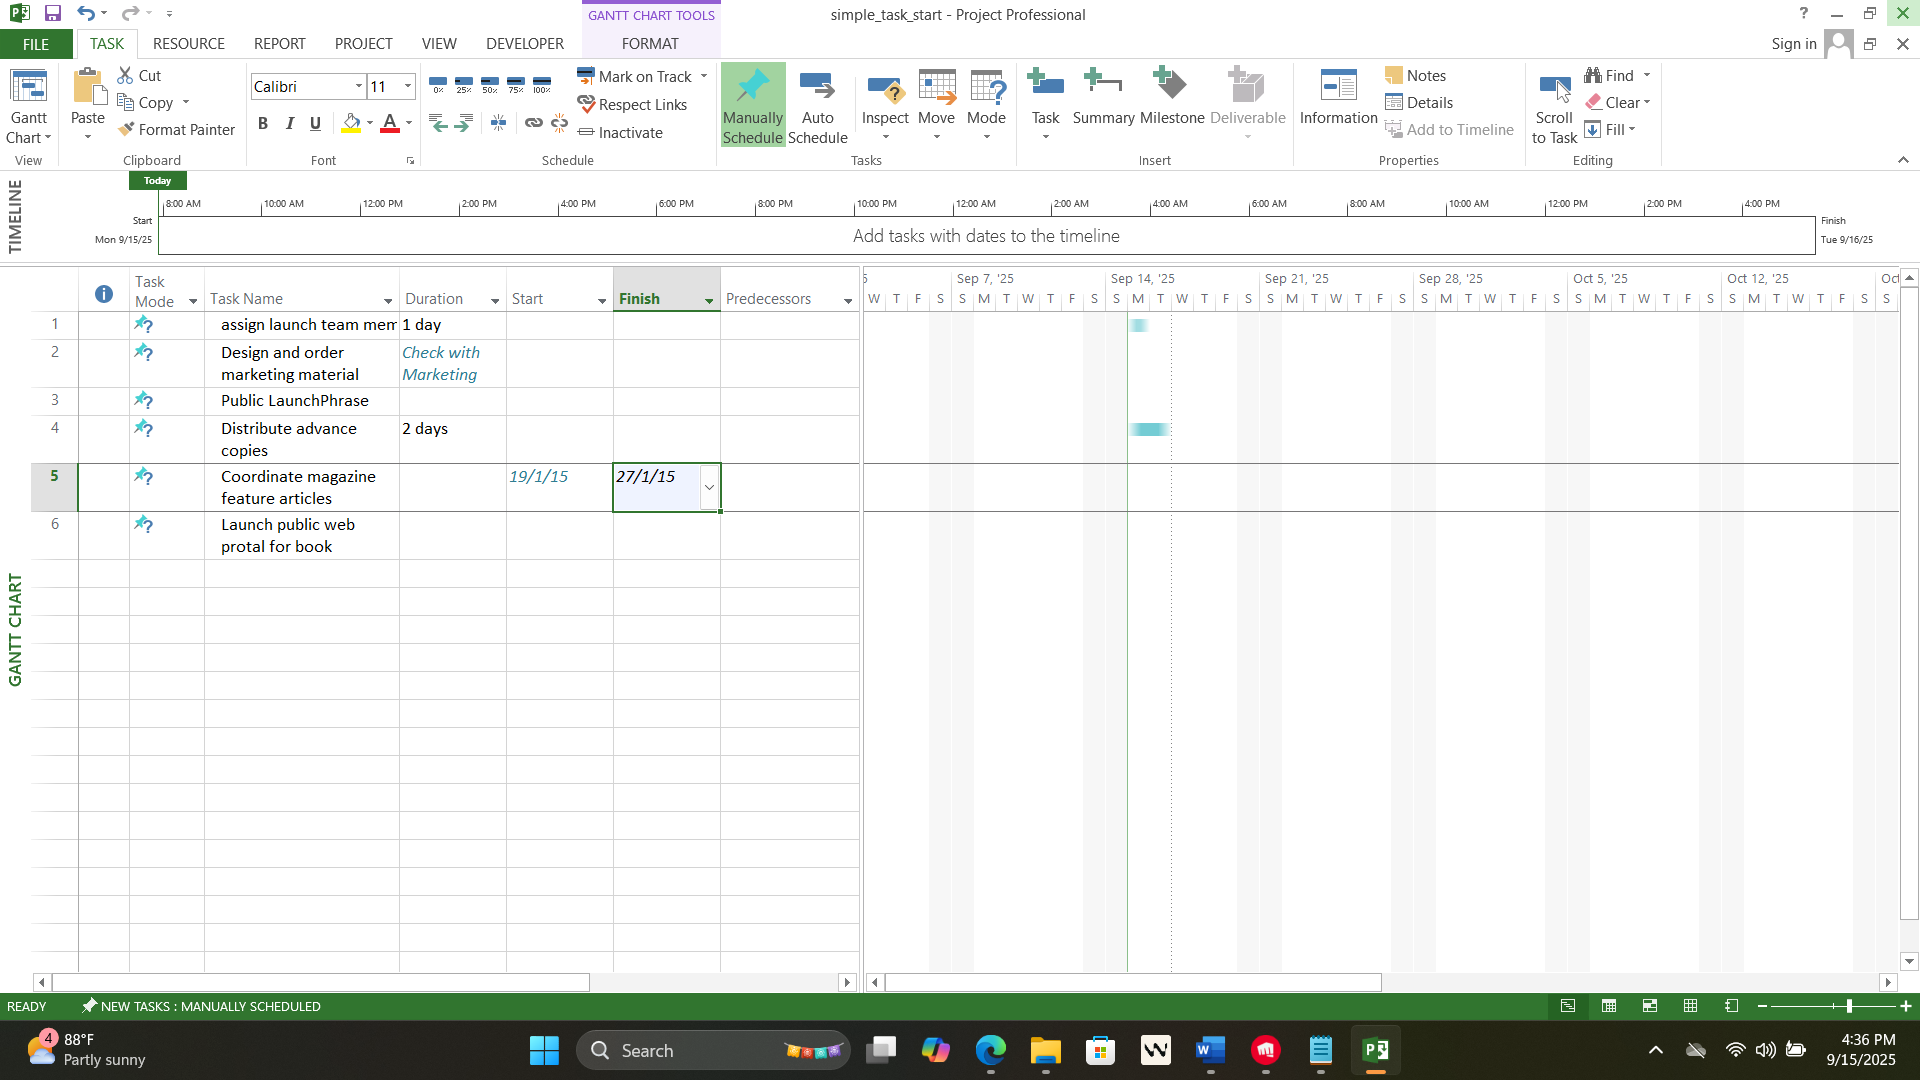 GANTT CHART TOOLS
simple_task_start - Project Professional
?
FILE
TASK
RESOURCE
REPORT
PROJECT
VIEW
DEVELOPER
FORMAT
Sign in
Gantt
Chart
View
Paste
Cut
Copy
Format Painter
Clipboard
Calibri
11
B I U
A
Font
0% 25% 50% 75% 100%
Mark on Track
Respect Links
Inactivate
Schedule
Manually
Schedule
Auto
Schedule
Inspect
Move
Mode
Tasks
Task
Summary
Milestone
Deliverable
Insert
Information
Notes
Details
Add to Timeline
Properties
Scroll
to Task
Find
Clear
Fill
Editing
TIMELINE
Today
8:00 AM 10:00 AM 12:00 PM 2:00 PM 4:00 PM 6:00 PM 8:00 PM 10:00 PM 12:00 AM 2:00 AM 4:00 AM 6:00 AM 8:00 AM 10:00 AM 12:00 PM 2:00 PM 4:00 PM
Start
Mon 9/15/25
Add tasks with dates to the timeline
Finish
Tue 9/16/25
Task
Mode
Task Name
Duration
Start
Finish
Predecessors
Sep 7, '25 Sep 14, '25 Sep 21, '25 Sep 28, '25 Oct 5, '25 Oct 12, '25
W T F S S M T W T F S S M T W T F S S M T W T F S S M T W T F S S M T W T F S S M T W T F S S
1 assign launch team mem 1 day
2 Design and order
marketing material
Check with
Marketing
3 Public LaunchPhrase
4 Distribute advance
copies
2 days
5 Coordinate magazine
feature articles
19/1/15
27/1/15
6 Launch public web
protal for book
GANTT CHART
READY
NEW TASKS : MANUALLY SCHEDULED
4
88°F
Partly sunny
Search
4:36 PM
9/15/2025